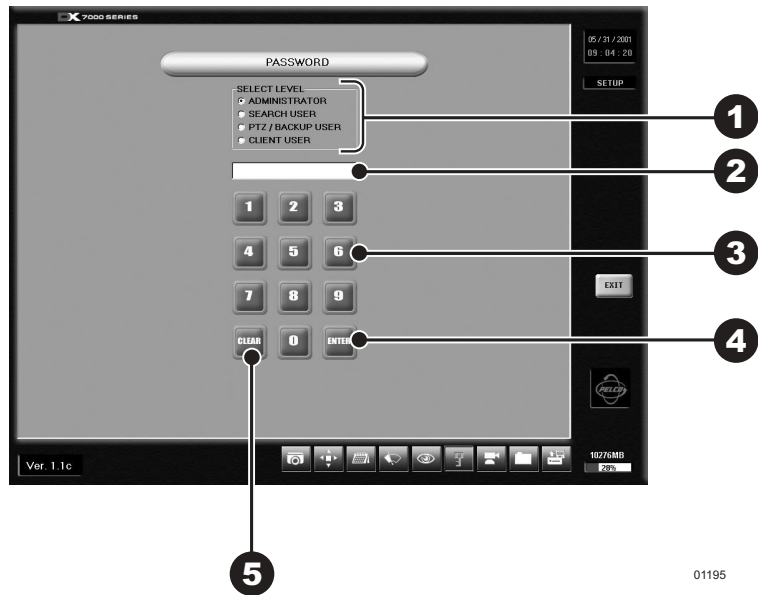 DX 7000 SERIES
PASSWORD
05 / 31 / 2001
09 : 04 : 20
SETUP
SELECT LEVEL
ADMINISTRATOR
SEARCH USER
PTZ / BACKUP USER
CLIENT USER
1
2
1 2 3
4 5 6
3
7 8 9
EXIT
CLEAR 0 ENTER
4
PELCO
Ver. 1.1c
10276MB
28%
5
01195